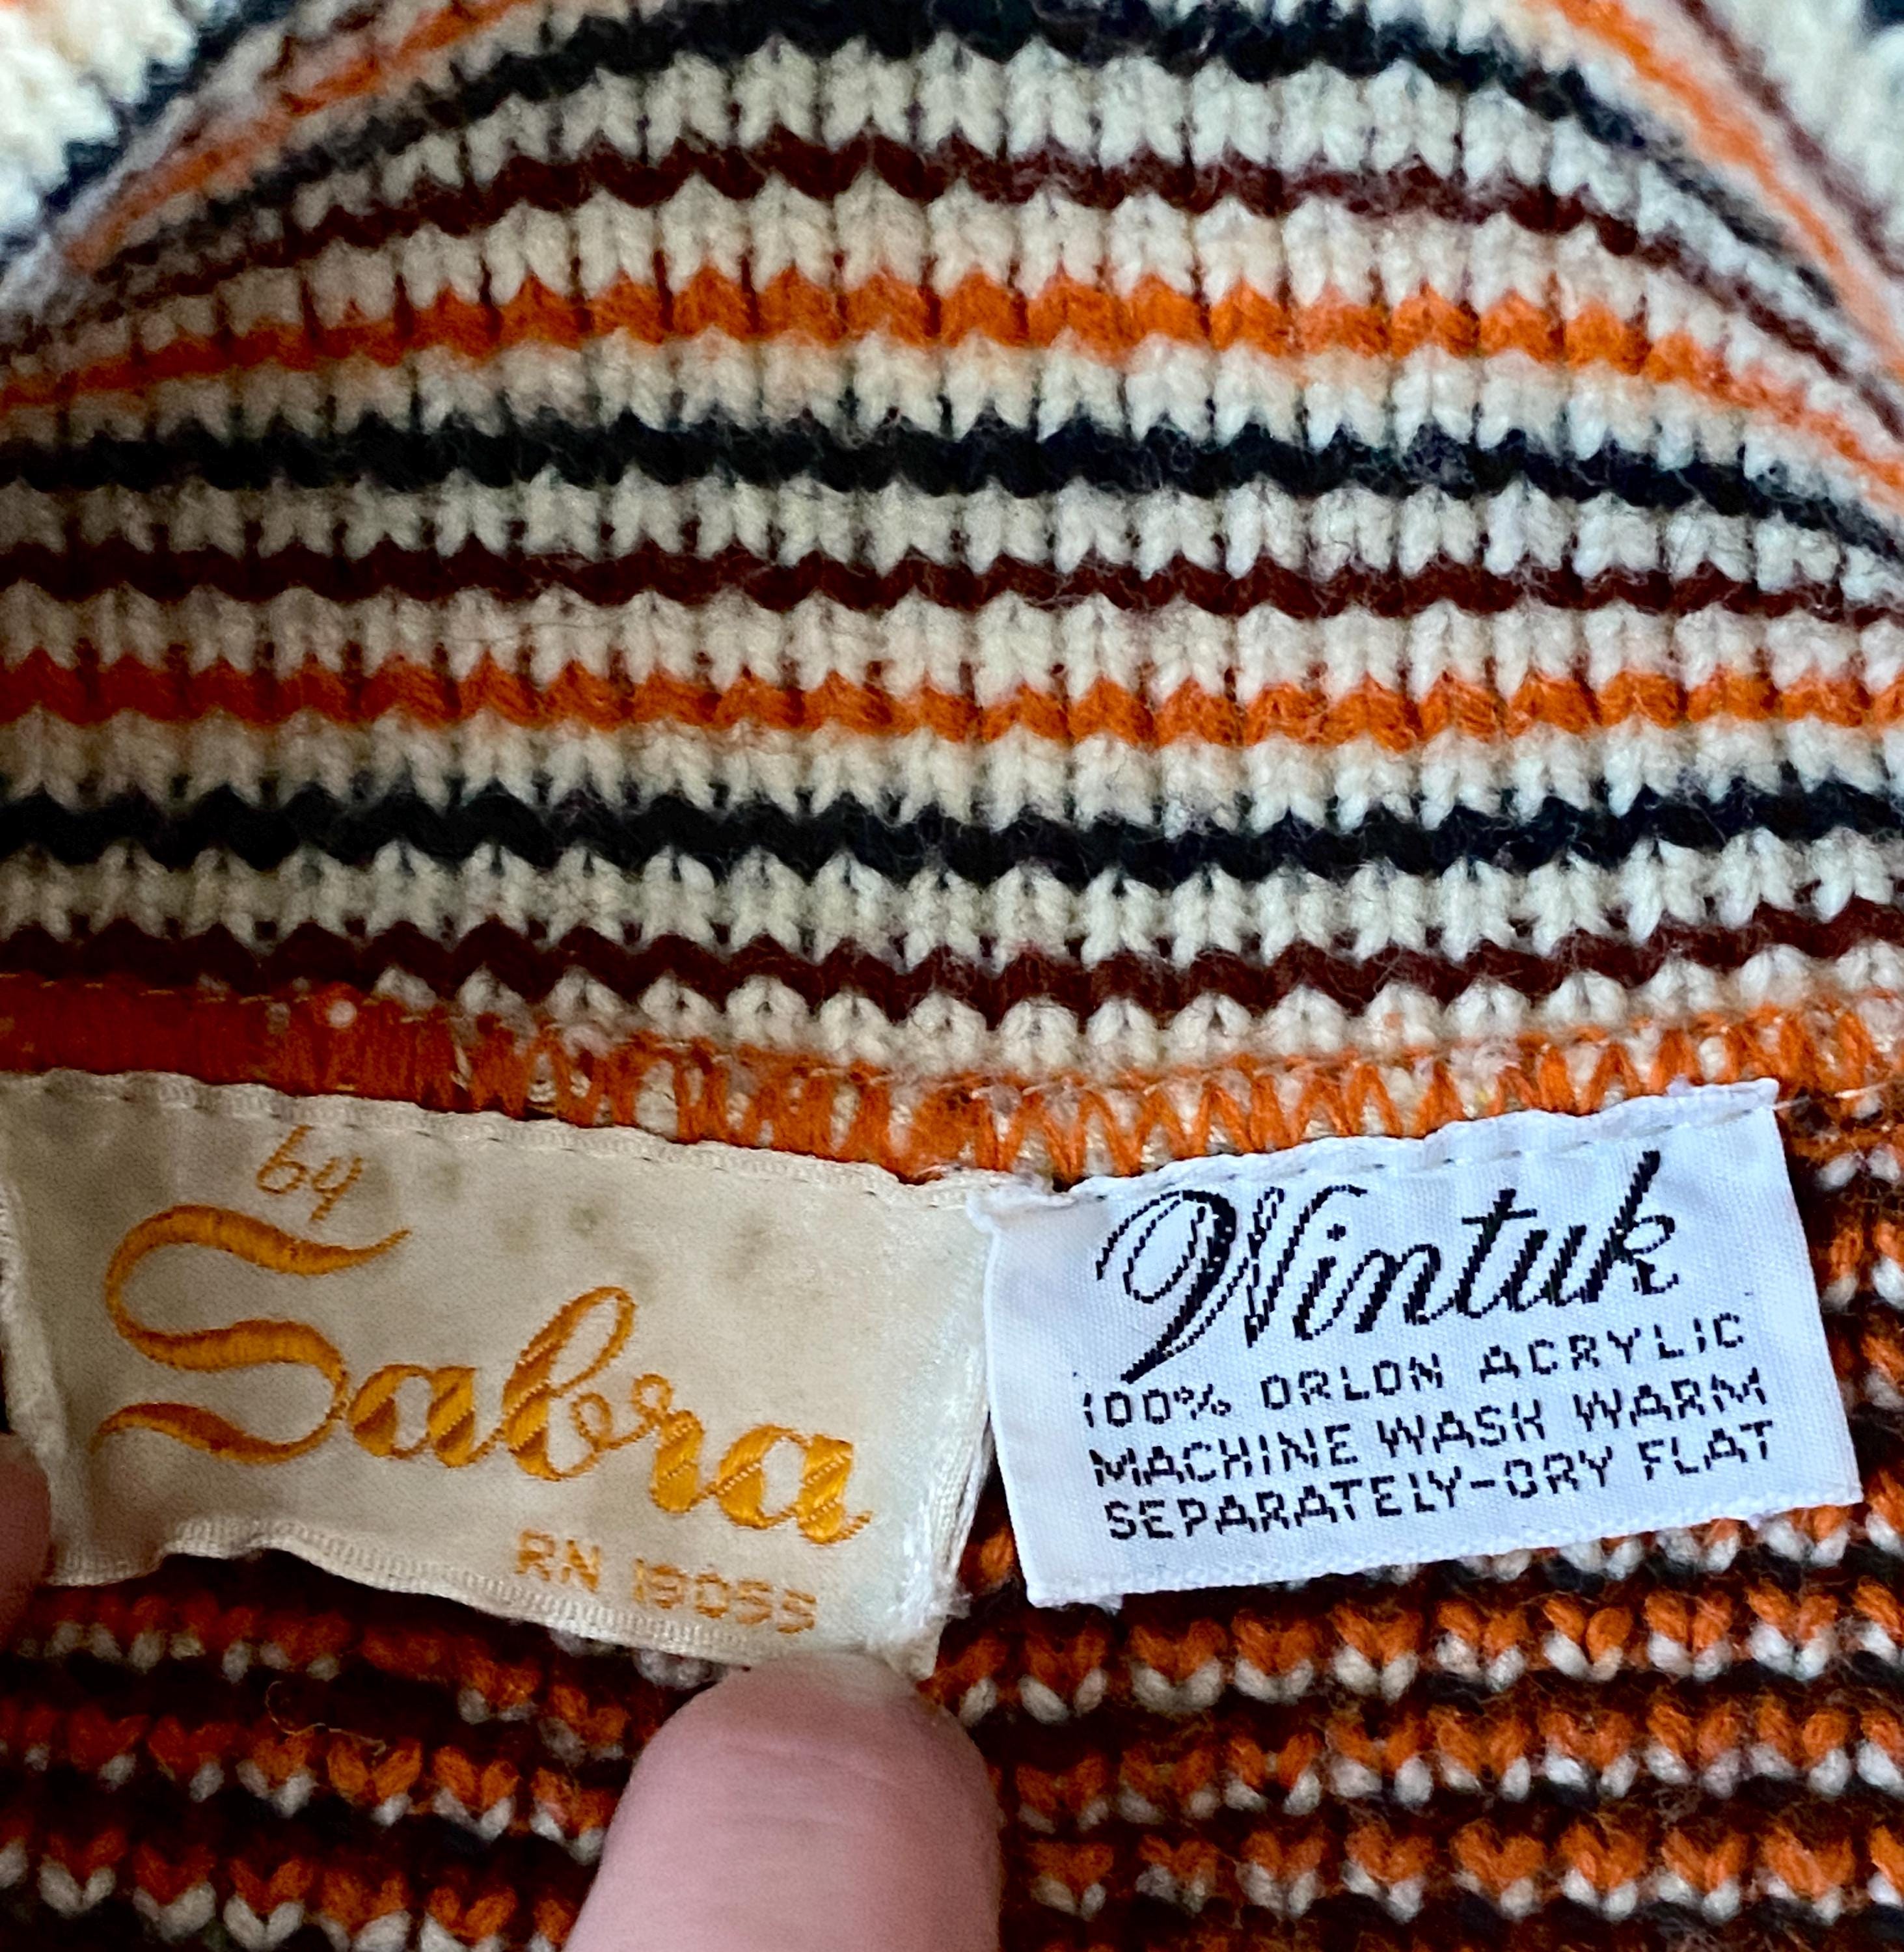 by
Sabra
RN 19055
Wintuk
100% ORLON ACRYLIC
MACHINE WASH WARM
SEPARATELY-DRY FLAT